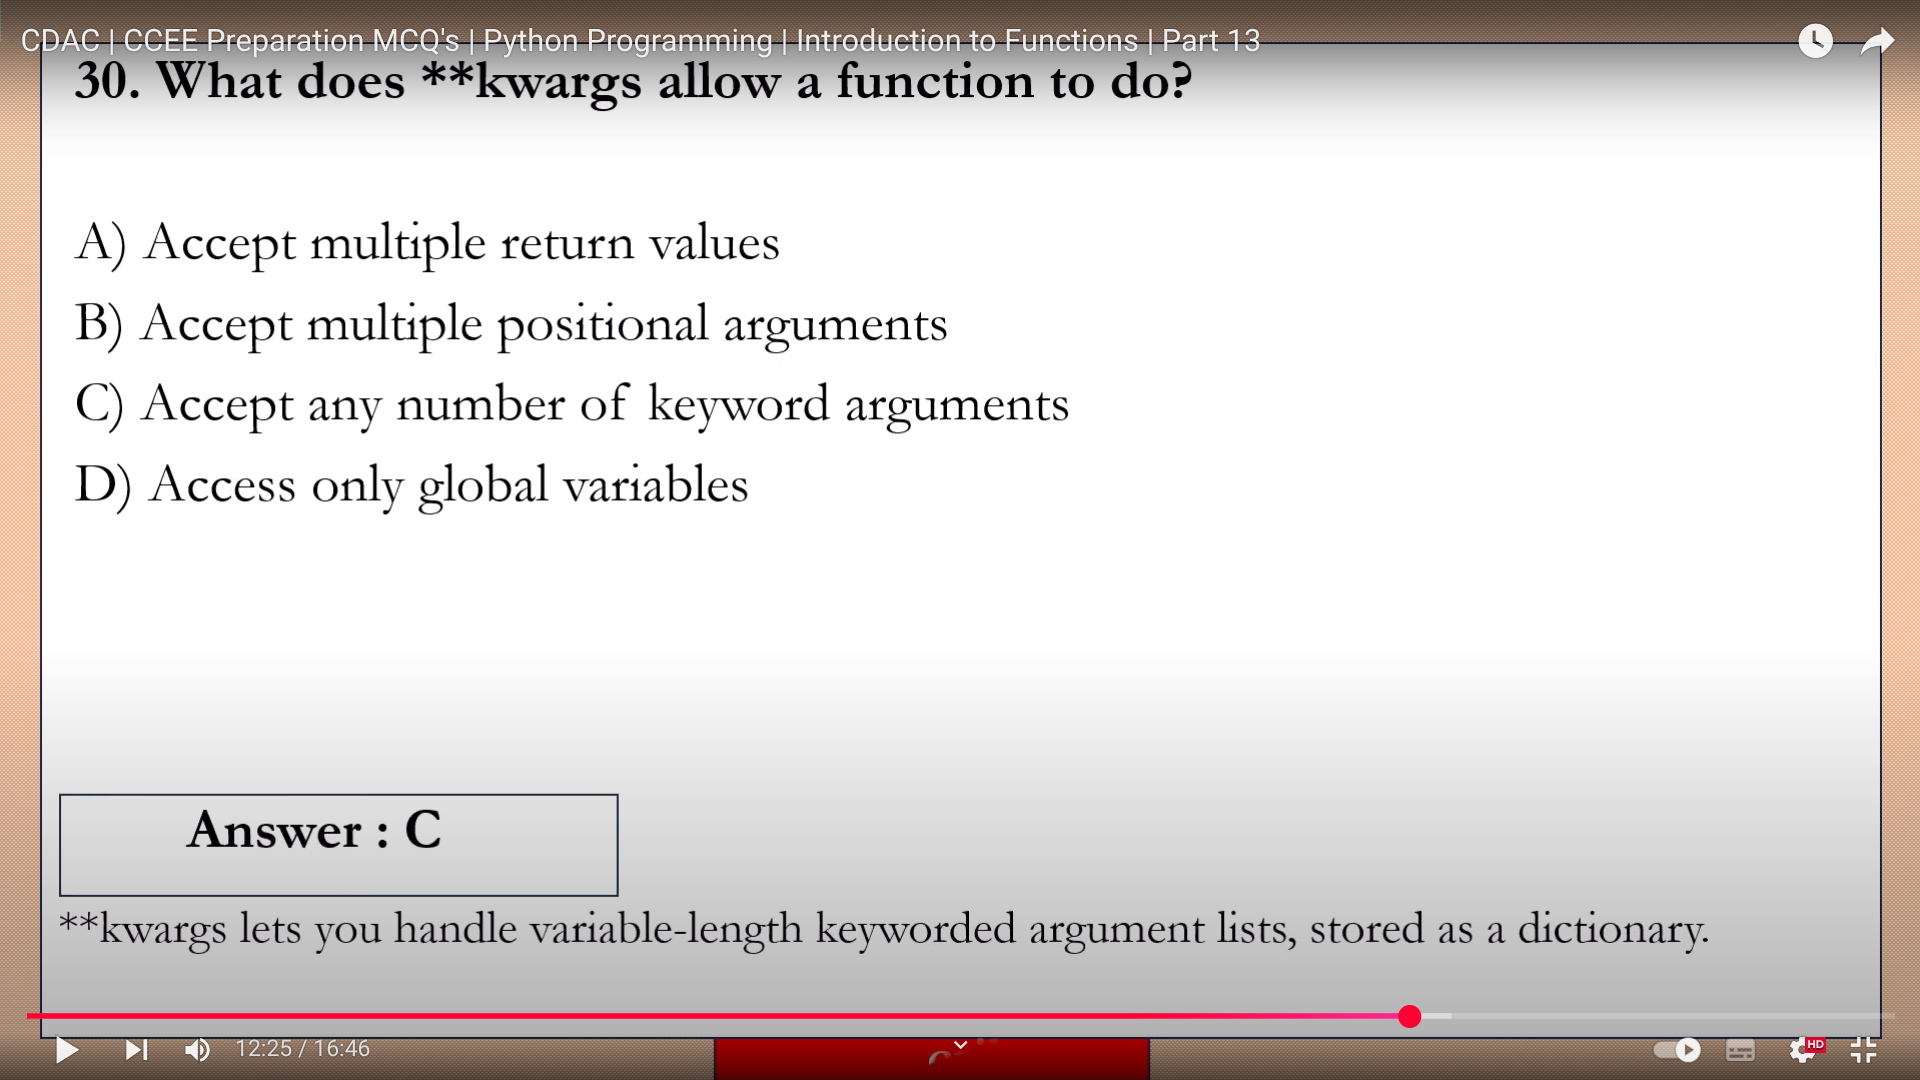 CDAC | CCEE Preparation MCQ's | Python Programming | Introduction to Functions | Part 13
30. What does **kwargs allow a function to do?
A) Accept multiple return values
B) Accept multiple positional arguments
C) Accept any number of keyword arguments
D) Access only global variables
Answer : C
**kwargs lets you handle variable-length keyworded argument lists, stored as a dictionary.
12:25 / 16:46
HD